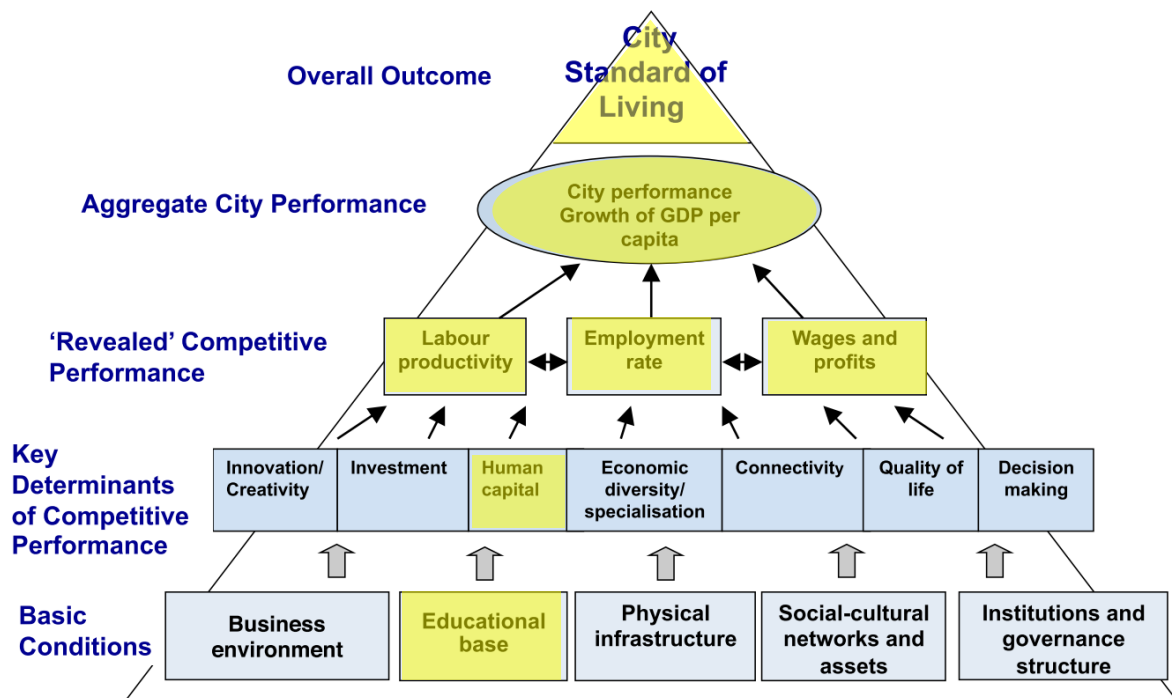 City
Standard of
Living
Overall Outcome
City performance
Growth of GDP per
capita
Aggregate City Performance
‘Revealed’ Competitive
Performance
Labour
productivity
Employment
rate
Wages and
profits
Key
Determinants
of Competitive
Performance
Innovation/
Creativity
Investment
Human
capital
Economic
diversity/
specialisation
Connectivity
Quality of
life
Decision
making
Basic
Conditions
Business
environment
Educational
base
Physical
infrastructure
Social-cultural
networks and
assets
Institutions and
governance
structure